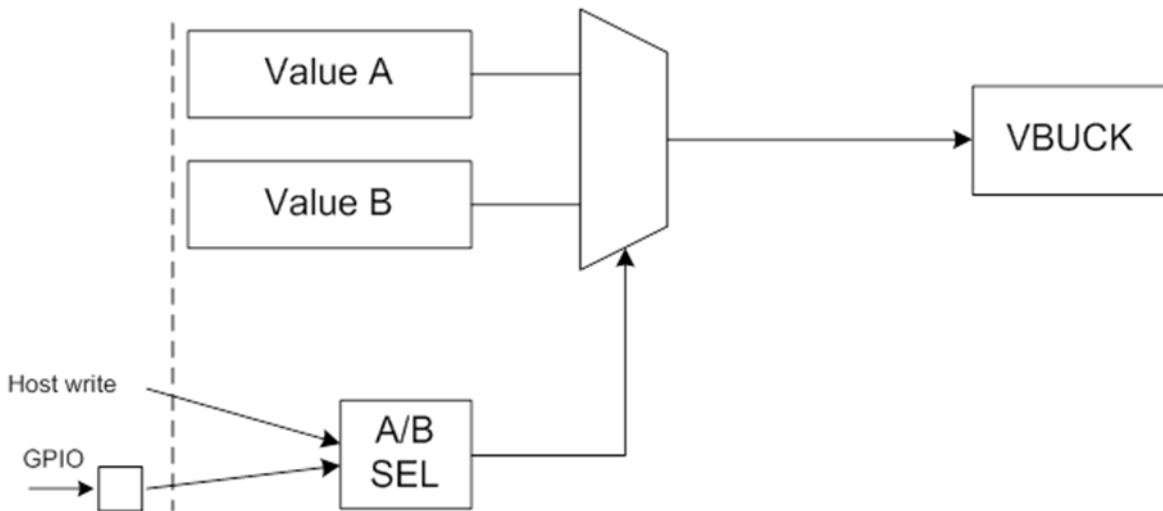 Value A
VBUCK
Value B
Host write
A/B
SEL
GPIO